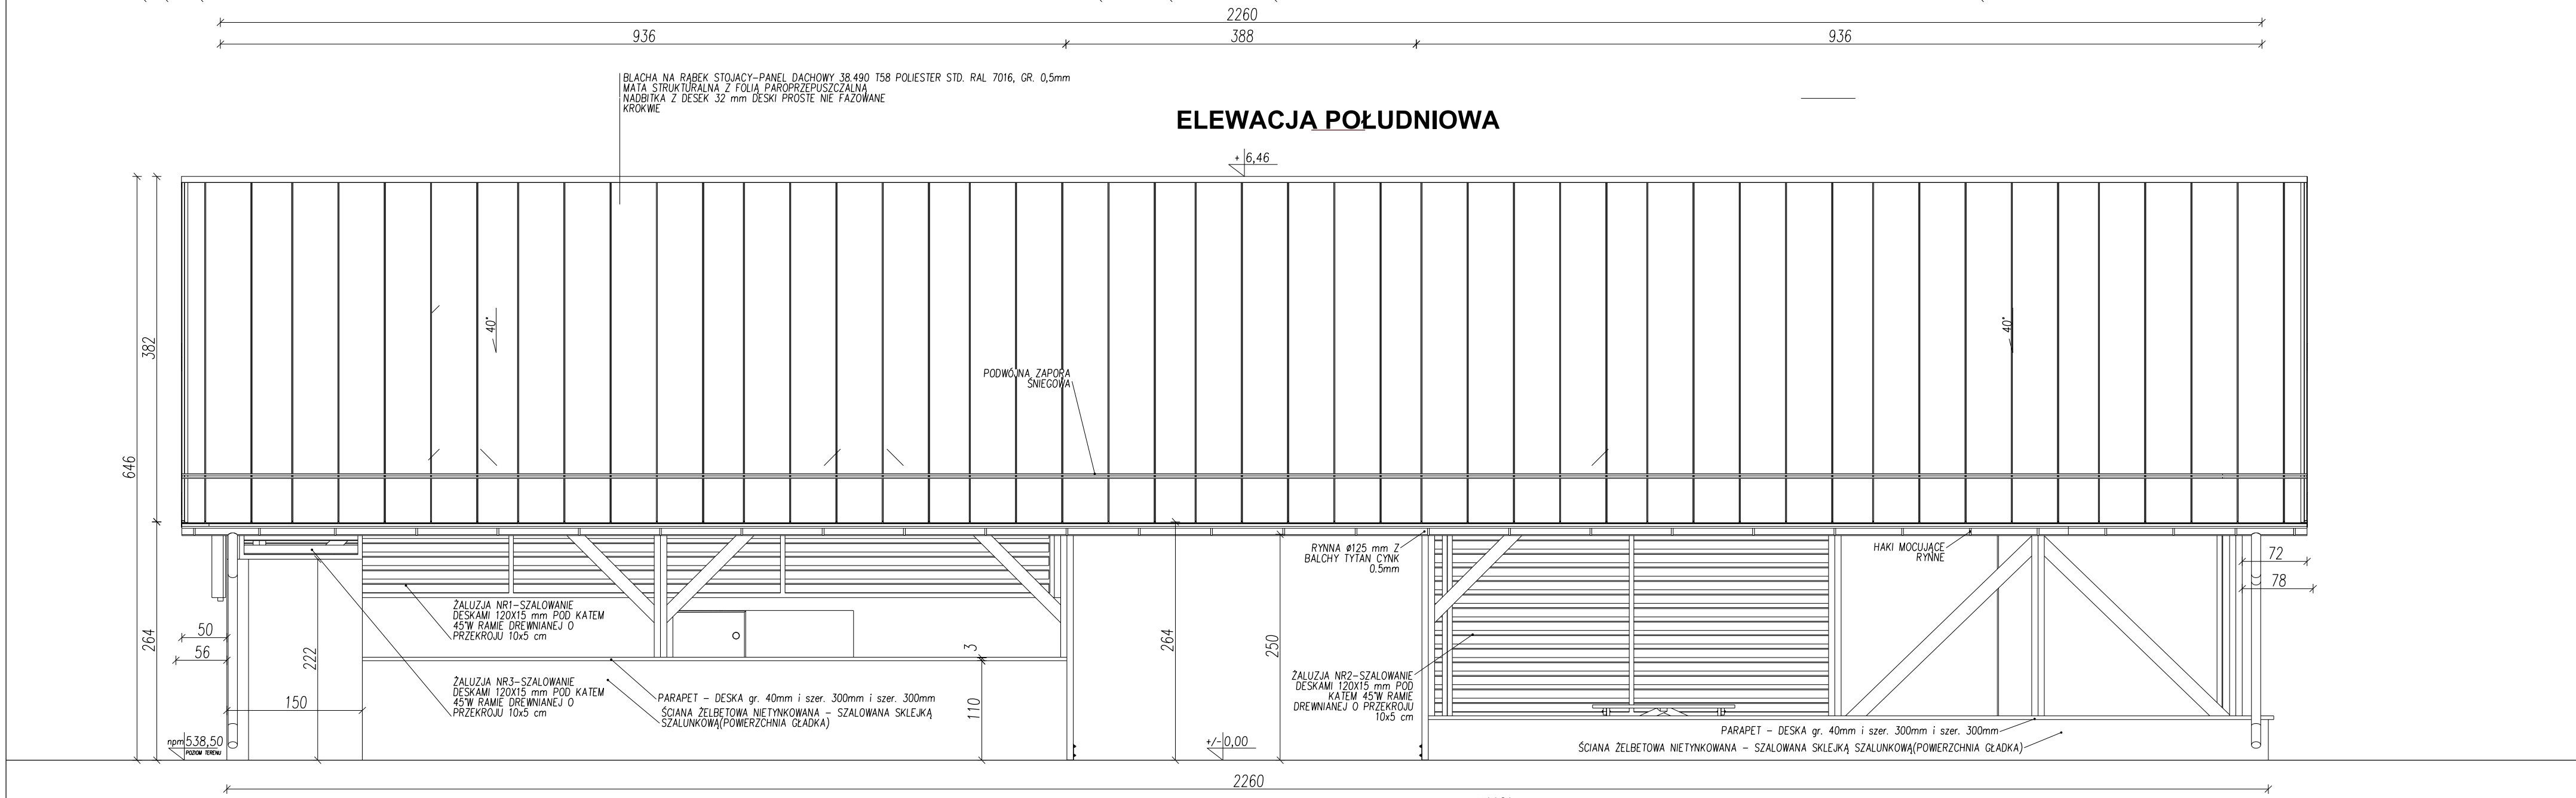 2260
936
388
936
BLACHA NA RĄBEK STOJACY-PANEL DACHOWY 38.490 T58 POLIESTER STD. RAL 7016, GR. 0,5mm
MATA STRUKTURALNA Z FOLIĄ PAROPRZEPUSZCZALNĄ
NADBITKA Z DESEK 32 mm DESKI PROSTE NIE FAZOWANE
KROKWIE
ELEWACJA POŁUDNIOWA
+ 6,46
382
646
40°
40°
PODWÓJNA ZAPORA
ŚNIEGOWA
RYNNA ø125 mm Z
BALCHY TYTAN CYNK
0.5mm
HAKI MOCUJĄCE
RYNNE
72
78
ŻALUZJA NR1-SZALOWANIE
DESKAMI 120X15 mm POD KATEM
45°W RAMIE DREWNIANEJ O
PRZEKROJU 10x5 cm
50
56
264
222
3
264
250
ŻALUZJA NR3-SZALOWANIE
DESKAMI 120X15 mm POD KATEM
45°W RAMIE DREWNIANEJ O
PRZEKROJU 10x5 cm
150
PARAPET - DESKA gr. 40mm i szer. 300mm i szer. 300mm
ŚCIANA ŻELBETOWA NIETYNKOWANA - SZALOWANA SKLEJKĄ
SZALUNKOWĄ(POWIERZCHNIA GŁADKA)
110
ŻALUZJA NR2-SZALOWANIE
DESKAMI 120X15 mm POD
KATEM 45°W RAMIE
DREWNIANEJ O PRZEKROJU
10x5 cm
PARAPET - DESKA gr. 40mm i szer. 300mm i szer. 300mm
ŚCIANA ŻELBETOWA NIETYNKOWANA - SZALOWANA SKLEJKĄ SZALUNKOWĄ(POWIERZCHNIA GŁADKA)
npm 538,50
POZIOM TERENU
+/- 0,00
2260